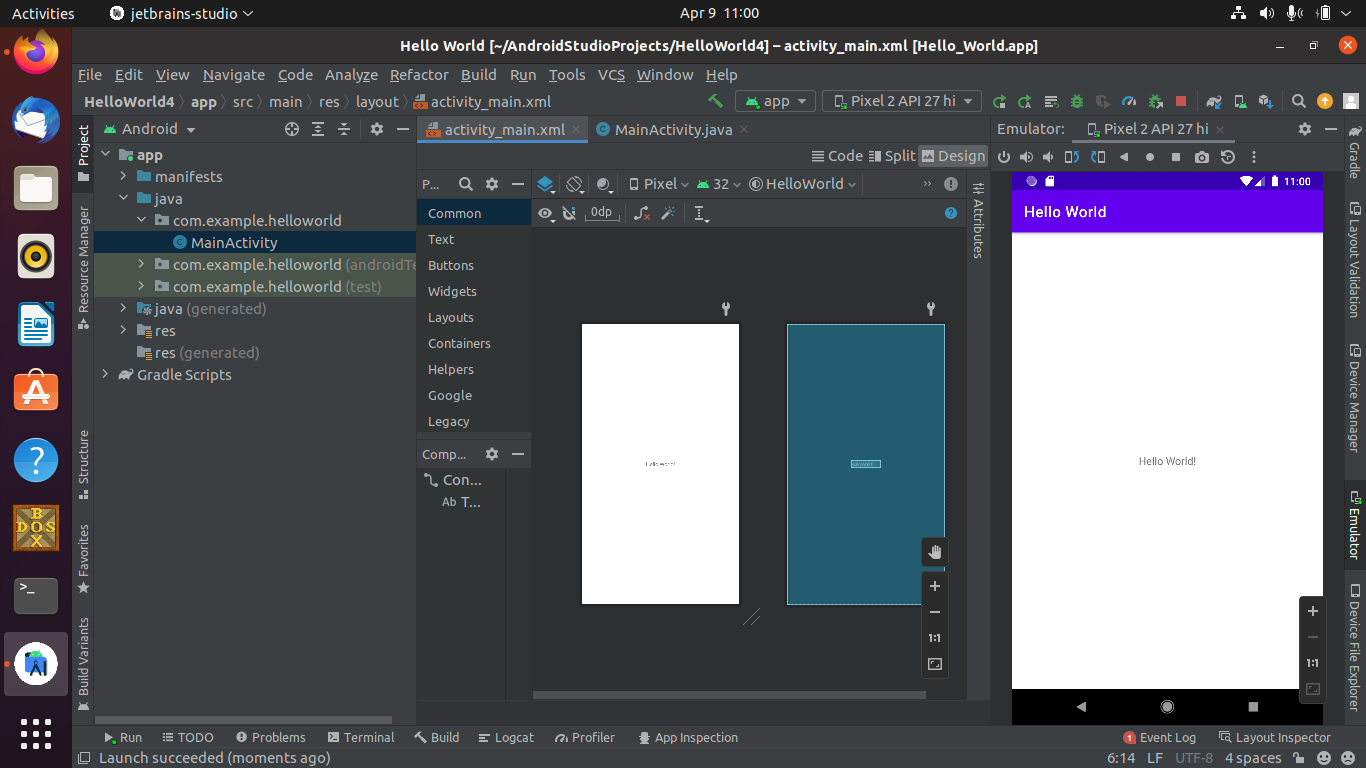 Activities
jetbrains-studio
Apr 9 11:00
Hello World [~/AndroidStudioProjects/HelloWorld4] – activity_main.xml [Hello_World.app]
File Edit View Navigate Code Analyze Refactor Build Run Tools VCS Window Help
HelloWorld4 app src main res layout activity_main.xml
app
Pixel 2 API 27 hi
Project
Resource Manager
Structure
Favorites
Build Variants
Android
app
manifests
java
com.example.helloworld
MainActivity
com.example.helloworld (androidTe
com.example.helloworld (test)
java (generated)
res
res (generated)
Gradle Scripts
activity_main.xml
MainActivity.java
Code Split Design
P...
Pixel 32 HelloWorld
0dp
Common
Text
Buttons
Widgets
Layouts
Containers
Helpers
Google
Legacy
Comp...
Con...
Ab T...
Hello World!
1:1
Attributes
Emulator: Pixel 2 API 27 hi
11:00
Hello World
Hello World!
1:1
Gradle
Layout Validation
Device Manager
Emulator
Device File Explorer
BOX
DOS
>_
Run TODO Problems Terminal Build Logcat Profiler App Inspection
1 Event Log Layout Inspector
Launch succeeded (moments ago)
6:14 LF UTF-8 4 spaces